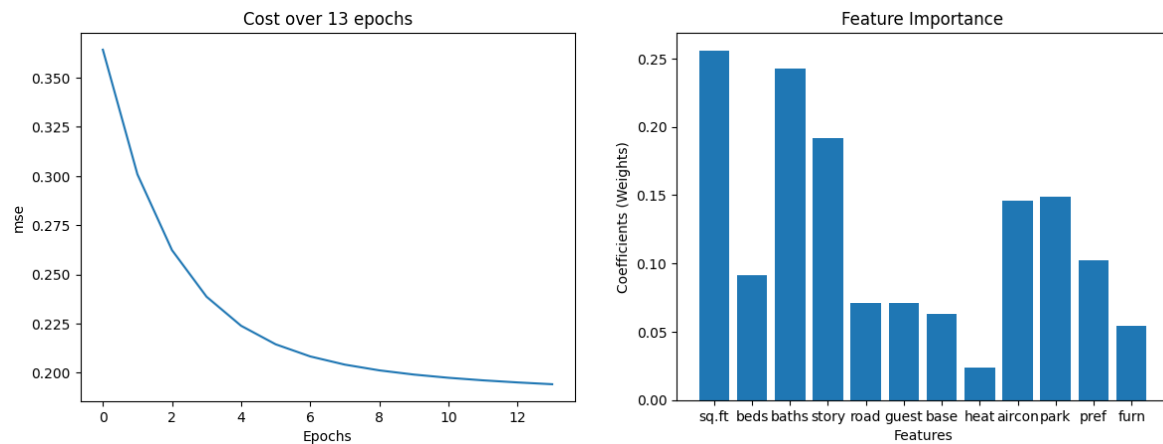 Cost over 13 epochs
mse
0.350
0.325
0.300
0.275
0.250
0.225
0.200
0 2 4 6 8 10 12
Epochs
Feature Importance
Coefficients (Weights)
0.25
0.20
0.15
0.10
0.05
0.00
sq.ft beds baths story road guest base heat aircon park pref furn
Features